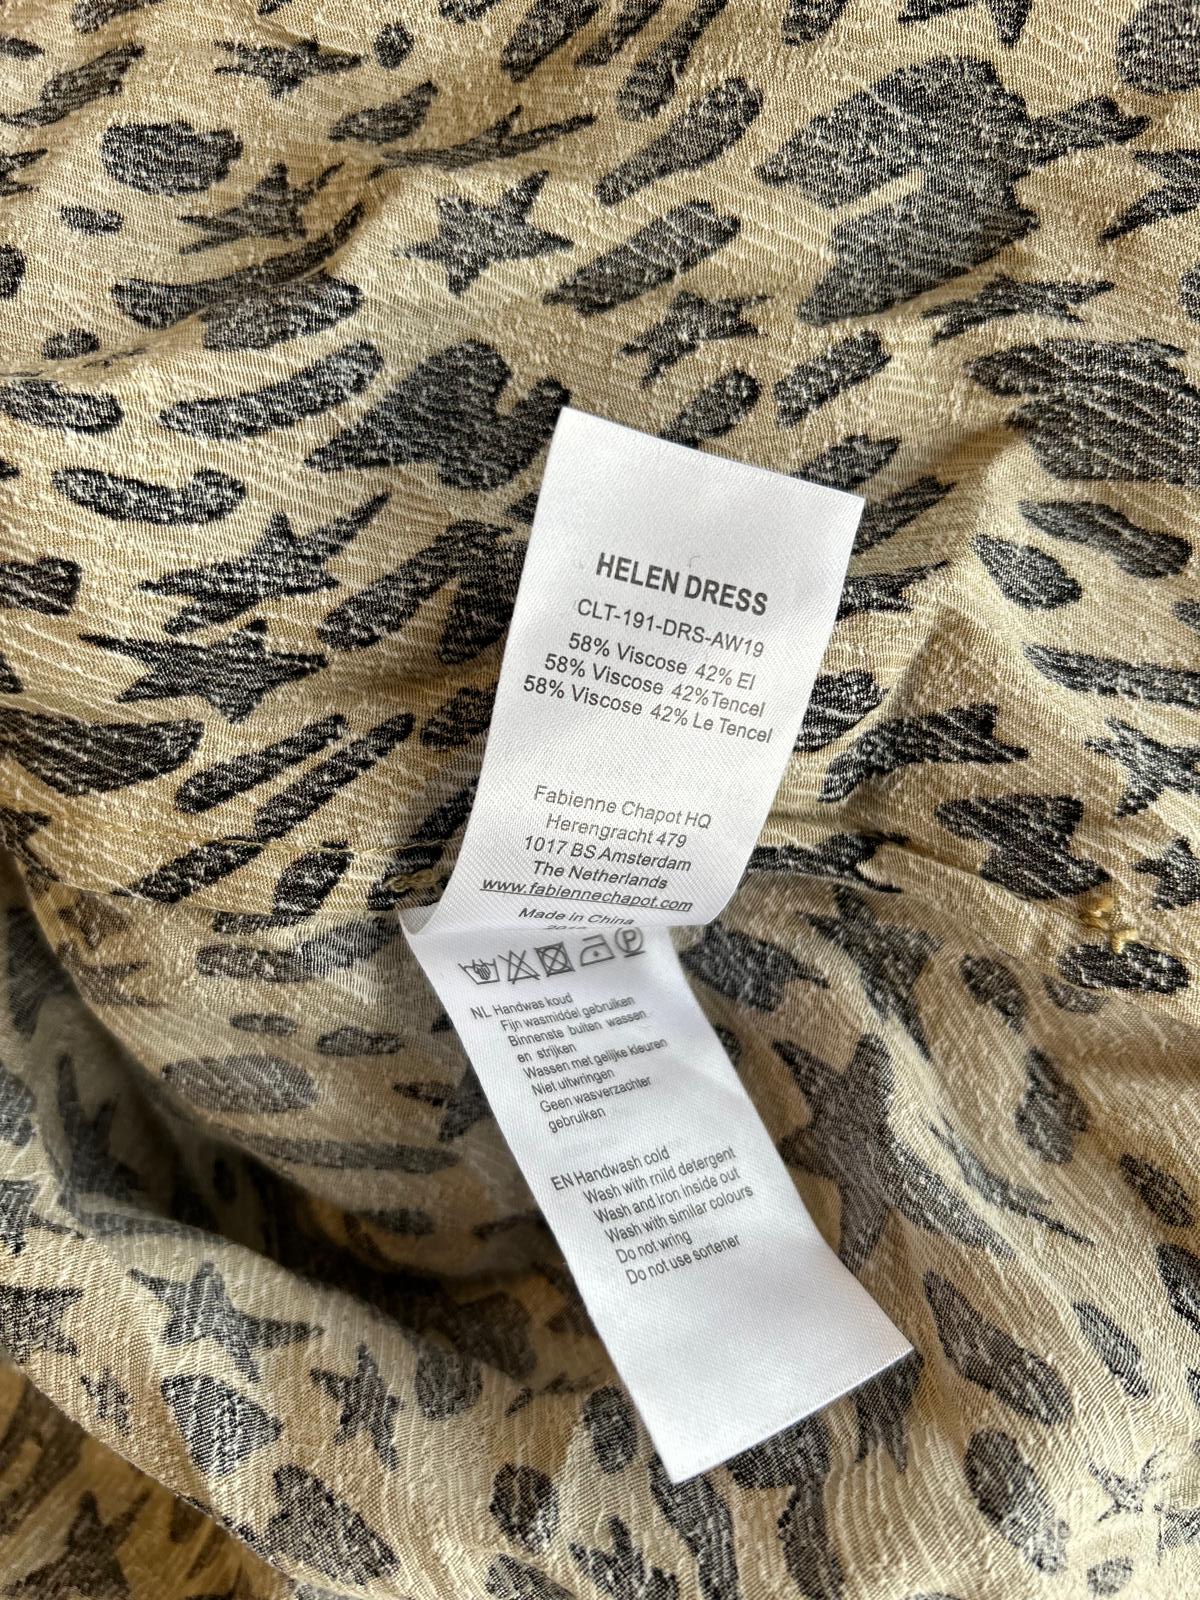 HELEN DRESS
CLT-191-DRS-AW19
58% Viscose 42% El
58% Viscose 42%Tencel
58% Viscose 42% Le Tencel
Fabienne Chapot HQ
Herengracht 479
1017 BS Amsterdam
The Netherlands
www.fabiennechapot.com
Made in China
P
NL Handwas koud
Fijn wasmiddel gebruiken
Binnenste buiten wassen
en strijken
Wassen met gelijke kleuren
Niet uitwringen
Geen wasverzachter
gebruiken
EN Handwash cold
Wash with mild detergent
Wash and iron inside out
Wash with similar colours
Do not wring
Do not use sortener